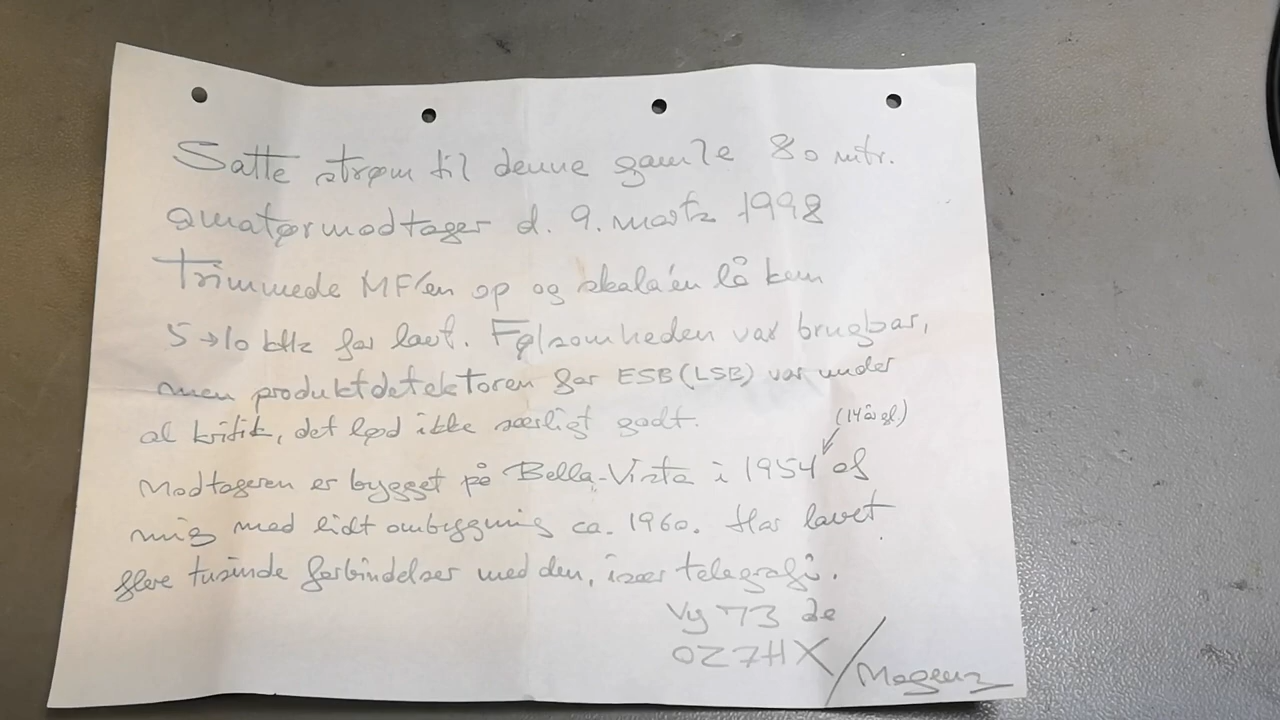 Satte strøm til denne gamle 80 mtr.
amatørmodtager d. 9. marts 1998
Trimmede MF'en op og skala'en lå kun
5→10 kHz for lavt. Følsomheden var brugbar,
men produktdetektoren for ESB (LSB) var under
al kritik, det lød ikke særligt godt.
(14 år gl.)
Modtageren er bygget på Bella-Vista i 1954 af
mig med lidt ombygning ca. 1960. Har lavet
flere tusinde forbindelser med den, især telegrafi.
Vy 73 de
OZ7HX/Mogens